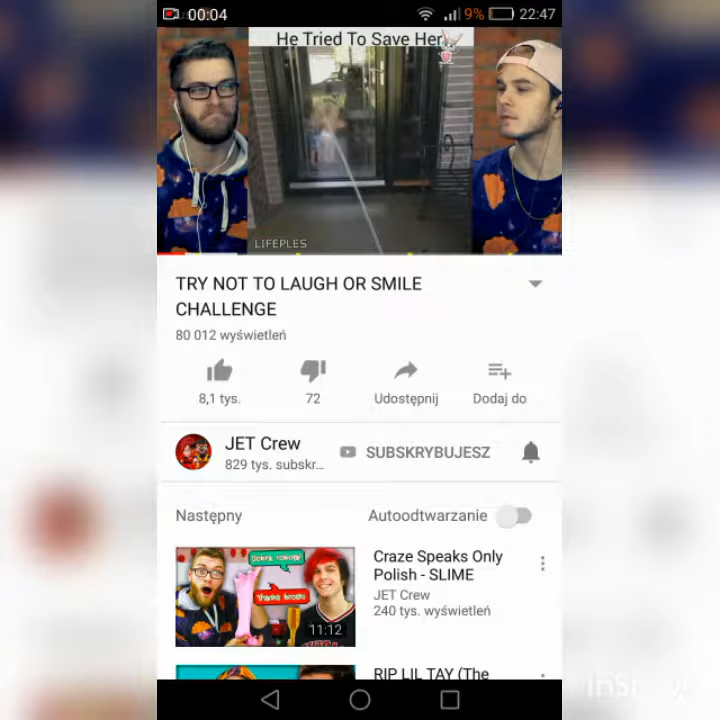 00:04
9%
22:47
He Tried To Save Her
LIFEPLES
TRY NOT TO LAUGH OR SMILE
CHALLENGE
80 012 wyświetleń
8,1 tys.
72
Udostępnij
Dodaj do
JET Crew
SUBSKRYBUJESZ
829 tys. subskr...
Następny
Autoodtwarzanie
Craze Speaks Only
Polish - SLIME
JET Crew
240 tys. wyświetleń
11:12
RIP LIL TAY (The